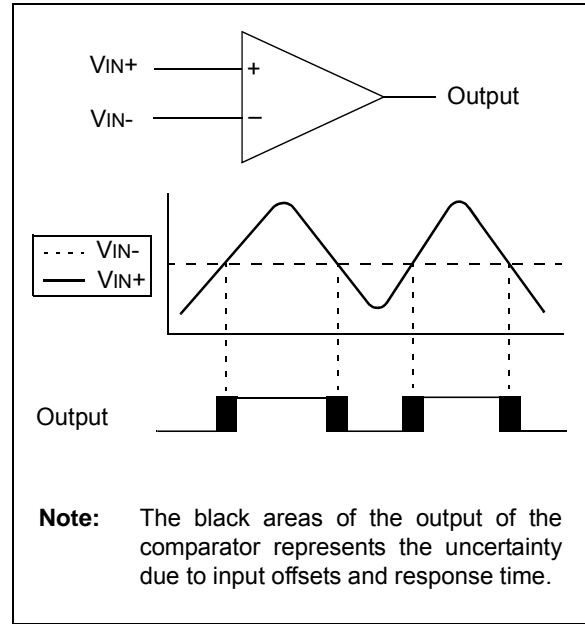 VIN+
+
Output
VIN-
−
VIN-
VIN+
Output
Note: The black areas of the output of the
comparator represents the uncertainty
due to input offsets and response time.